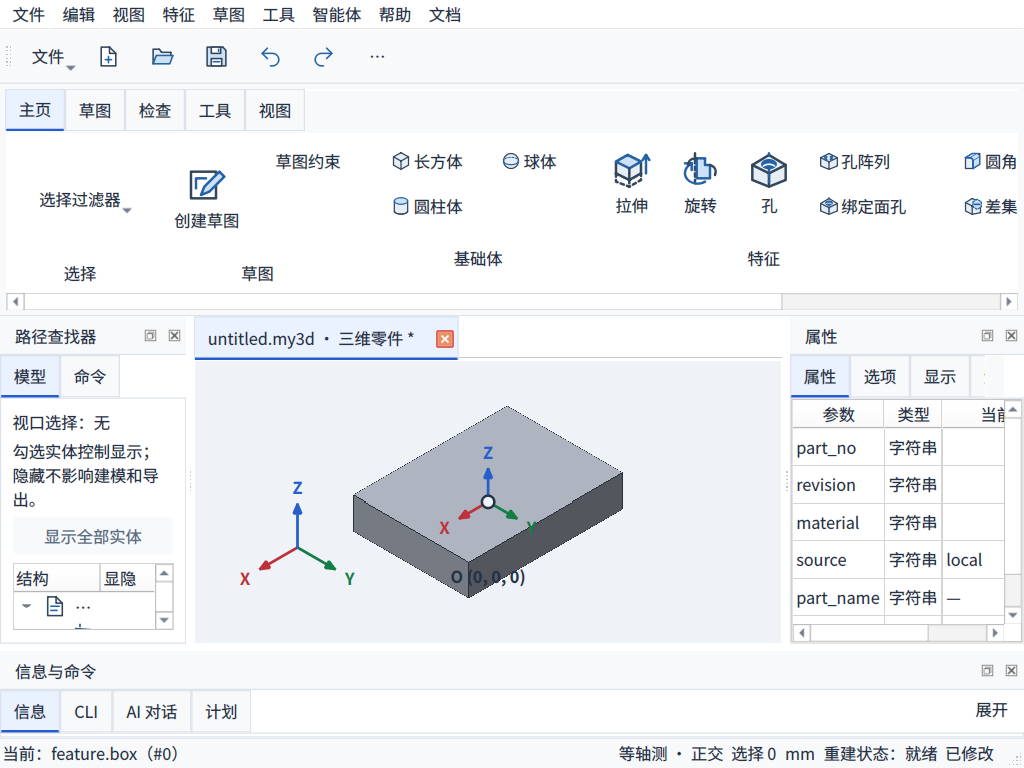 文件 编辑 视图 特征 草图 工具 智能体 帮助 文档
文件 ···
主页 草图 检查 工具 视图
选择过滤器
创建草图
草图约束
长方体 球体
圆柱体
拉伸 旋转 孔
孔阵列 圆角
绑定面孔 差集
选择 草图 基础体 特征
路径查找器
模型 命令
视口选择：无
勾选实体控制显示；
隐藏不影响建模和导
出。
显示全部实体
结构 显隐
...
untitled.my3d · 三维零件 *
Z
X
Y
Z
X
Y
O (0, 0, 0)
属性
属性 选项 显示
参数 类型
part_no 字符串
revision 字符串
material 字符串
source 字符串 local
part_name 字符串 —
信息与命令
信息 CLI AI 对话 计划 展开
当前：feature.box（#0） 等轴测 · 正交 选择 0 mm 重建状态：就绪 已修改